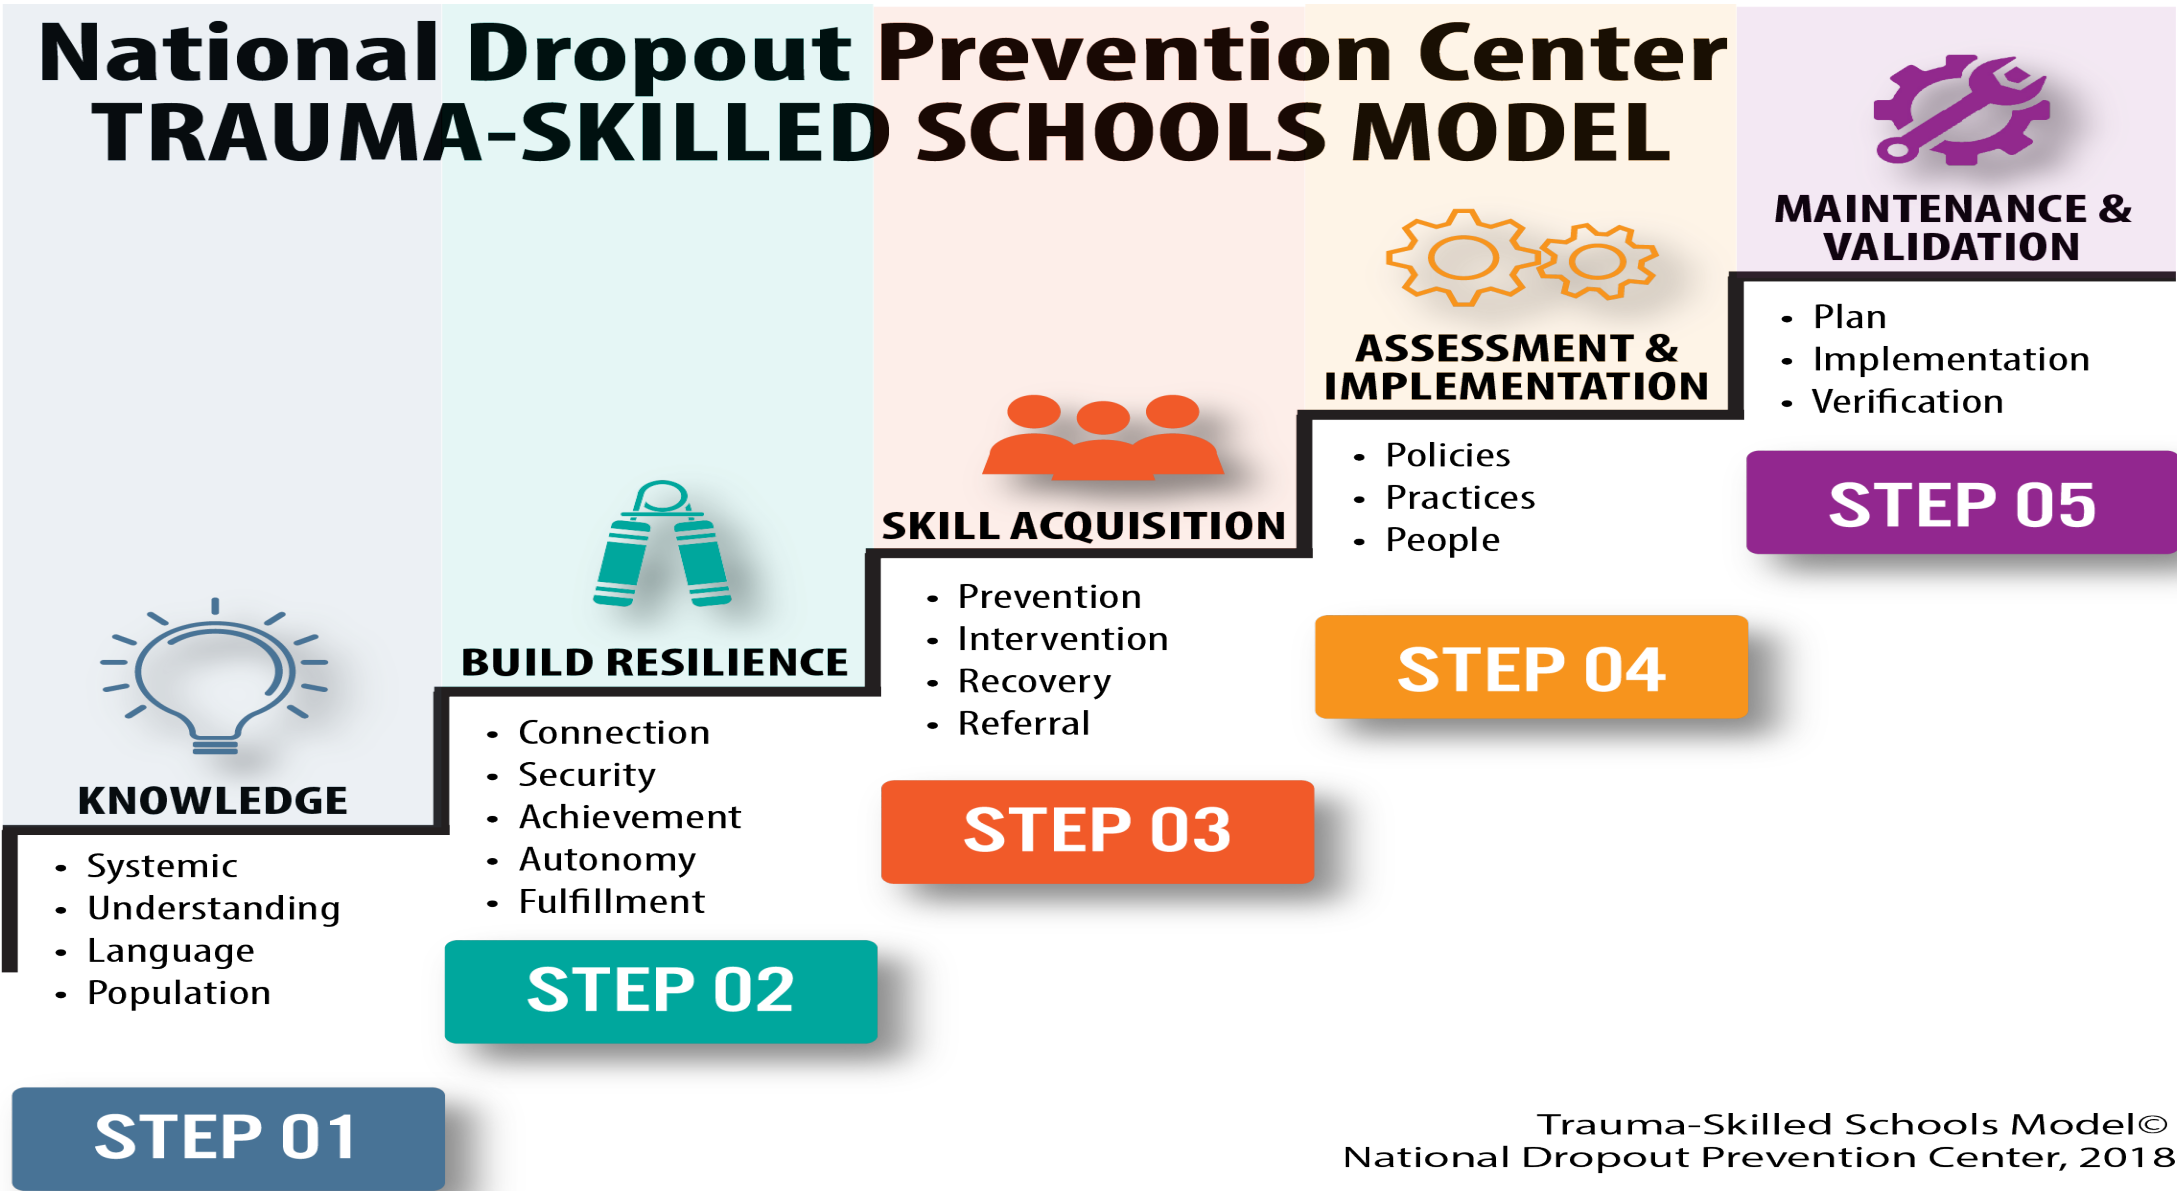 National Dropout Prevention Center
TRAUMA-SKILLED SCHOOLS MODEL
KNOWLEDGE
• Systemic
• Understanding
• Language
• Population
STEP 01
BUILD RESILIENCE
• Connection
• Security
• Achievement
• Autonomy
• Fulfillment
STEP 02
SKILL ACQUISITION
• Prevention
• Intervention
• Recovery
• Referral
STEP 03
ASSESSMENT &
IMPLEMENTATION
• Policies
• Practices
• People
STEP 04
MAINTENANCE &
VALIDATION
• Plan
• Implementation
• Verification
STEP 05
Trauma-Skilled Schools Model©
National Dropout Prevention Center, 2018